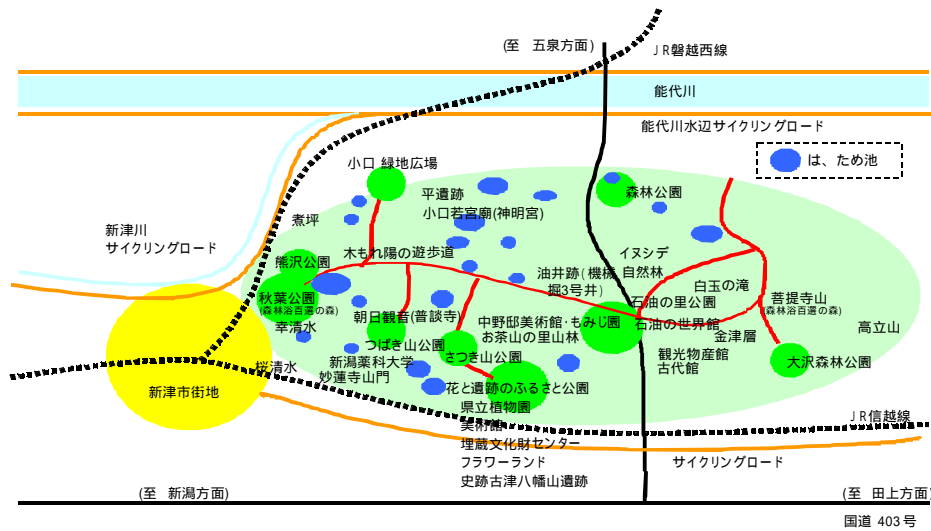 (至　五泉方面)
ＪＲ磐越西線
能代川
能代川水辺サイクリングロード
は、ため池
小口 緑地広場
平遺跡
小口若宮廟(神明宮)
森林公園
煮坪
新津川
サイクリングロード
木もれ陽の遊歩道
熊沢公園
イヌシデ
自然林
油井跡(機械
掘3号井)
白玉の滝
秋葉公園
(森林浴百選の森)
石油の里公園
菩提寺山
(森林浴百選の森)
幸清水
朝日観音(普談寺)
中野邸美術館・もみじ園
石油の世界館
金津層
高立山
つばき山公園
お茶山の里山林
さつき山公園
観光物産館
古代館
新潟薬科大学
妙蓮寺山門
桜清水
大沢森林公園
新津市街地
花と遺跡のふるさと公園
県立植物園
美術館
埋蔵文化財センター
フラワーランド
史跡古津八幡山遺跡
ＪＲ信越線
サイクリングロード
(至　新潟方面)
(至　田上方面)
国道 403号